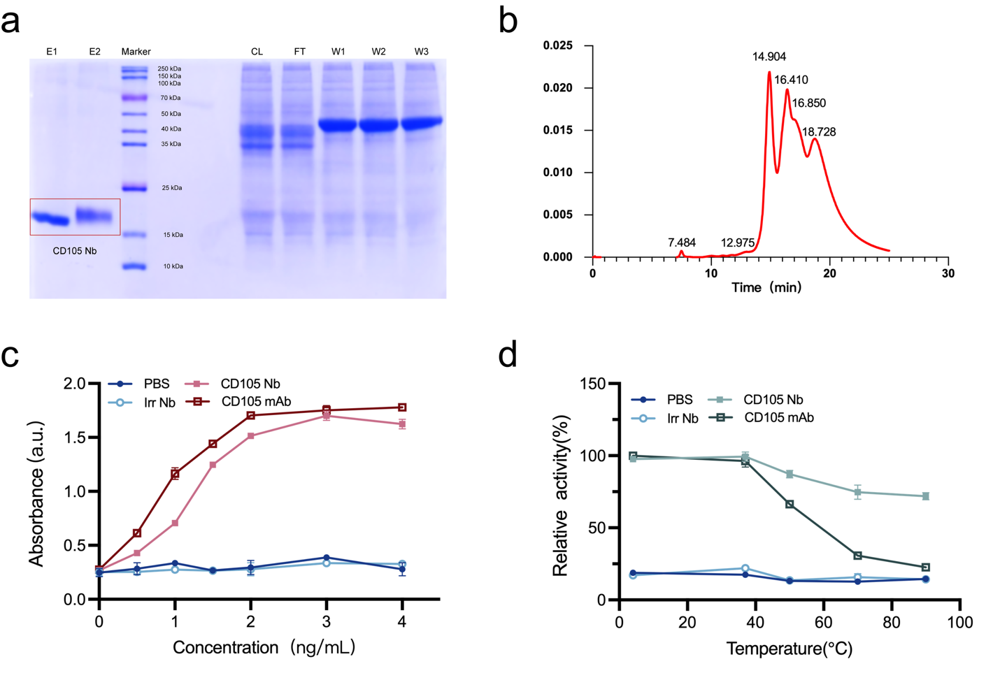 a
E1 E2 Marker CL FT W1 W2 W3
250 kDa
150 kDa
100 kDa
70 kDa
50 kDa
40 kDa
35 kDa
25 kDa
15 kDa
10 kDa
CD105 Nb
b
0.025
0.020
0.015
0.010
0.005
0.000
14.904
16.410
16.850
18.728
7.484
12.975
0 10 20 30
Time (min)
c
PBS CD105 Nb
Irr Nb CD105 mAb
2.0
1.5
1.0
0.5
0.0
Absorbance (a.u.)
0 1 2 3 4
Concentration (ng/mL)
d
PBS CD105 Nb
Irr Nb CD105 mAb
150
100
50
0
Relative activity(%)
0 20 40 60 80 100
Temperature(°C)